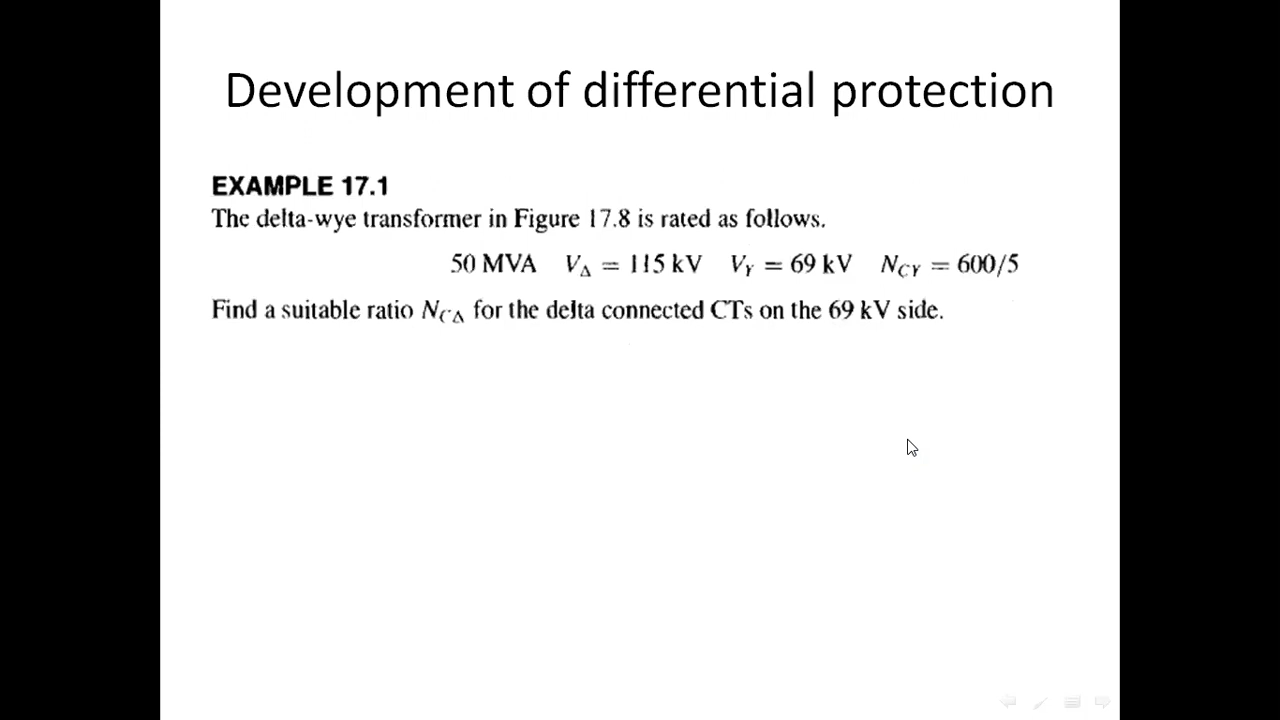 Development of differential protection
EXAMPLE 17.1
The delta-wye transformer in Figure 17.8 is rated as follows.
50 MVA V_Δ = 115 kV V_Y = 69 kV N_CY = 600/5
Find a suitable ratio N_CΔ for the delta connected CTs on the 69 kV side.